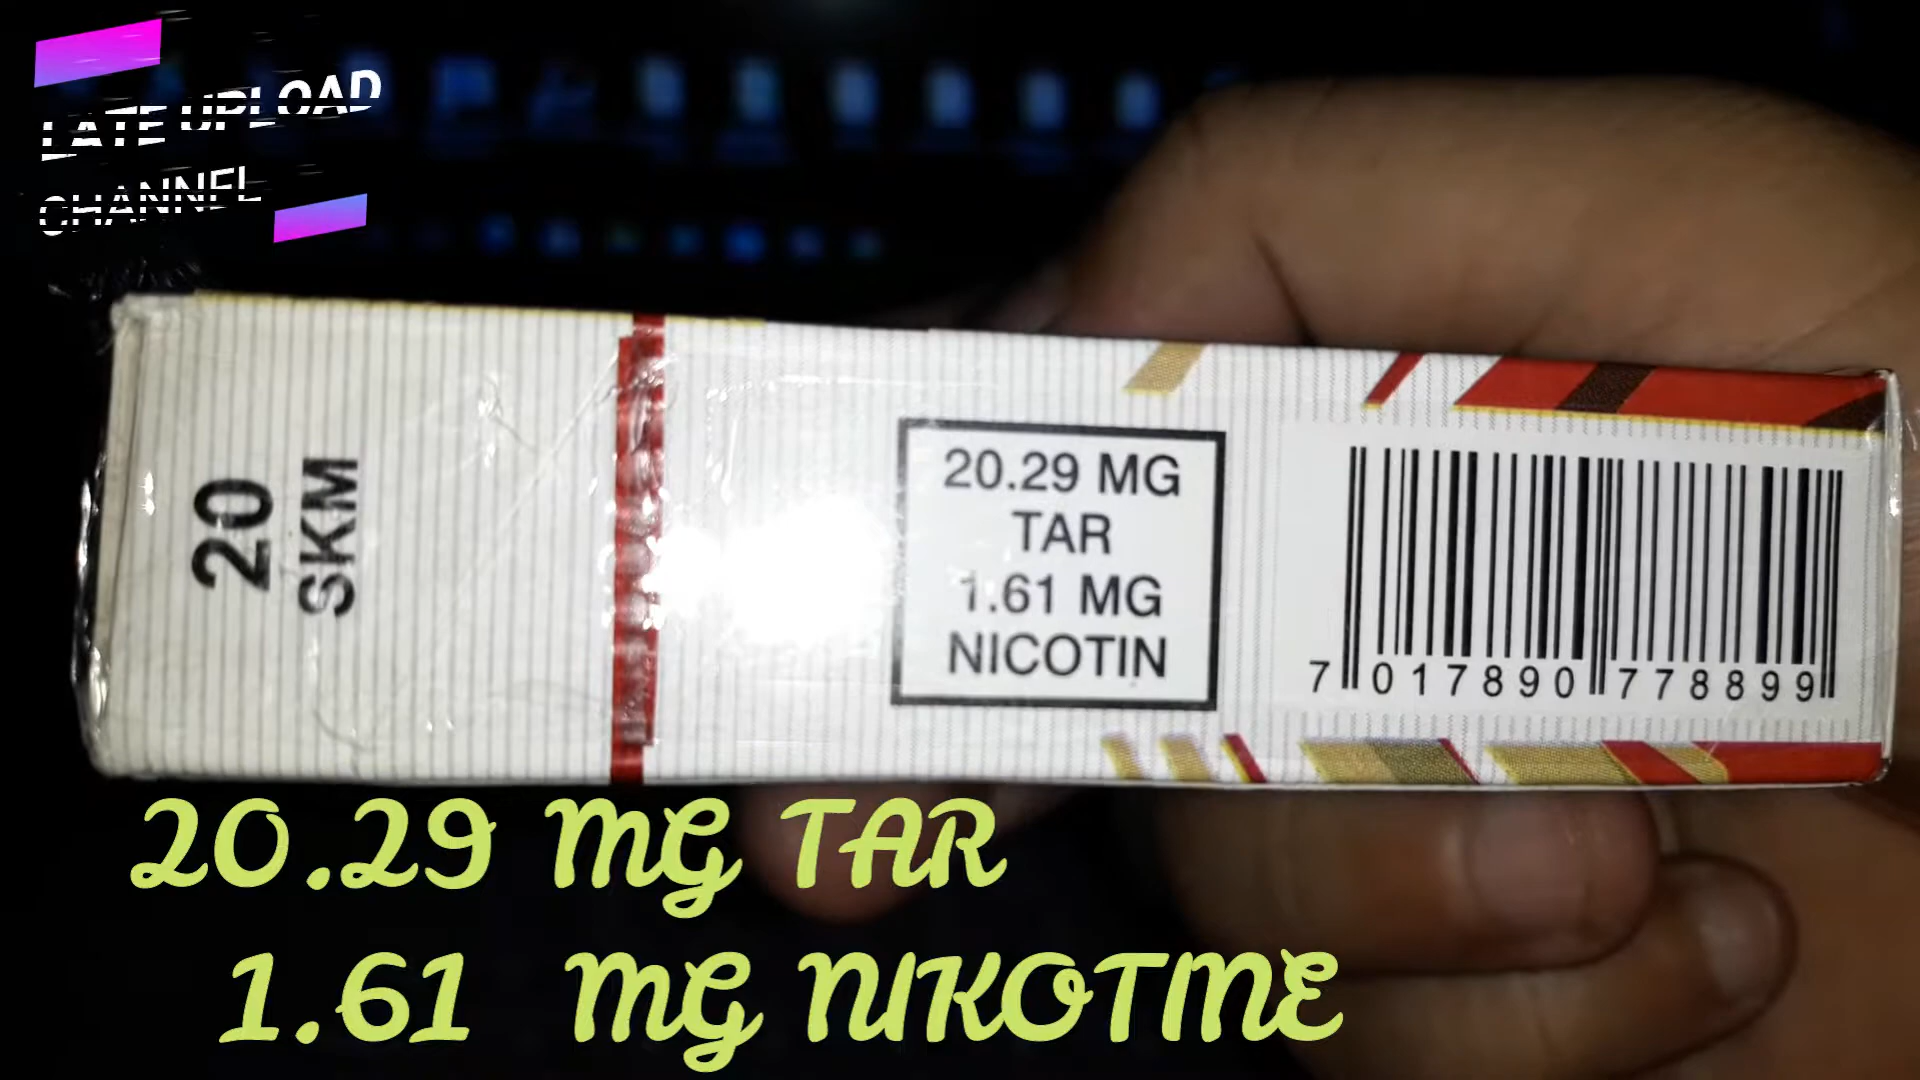 LATE UPLOAD
CHANNEL
20
SKM
20.29 MG
TAR
1.61 MG
NICOTIN
7 017890 778899
20.29 MG TAR
1.61 MG NIKOTINE